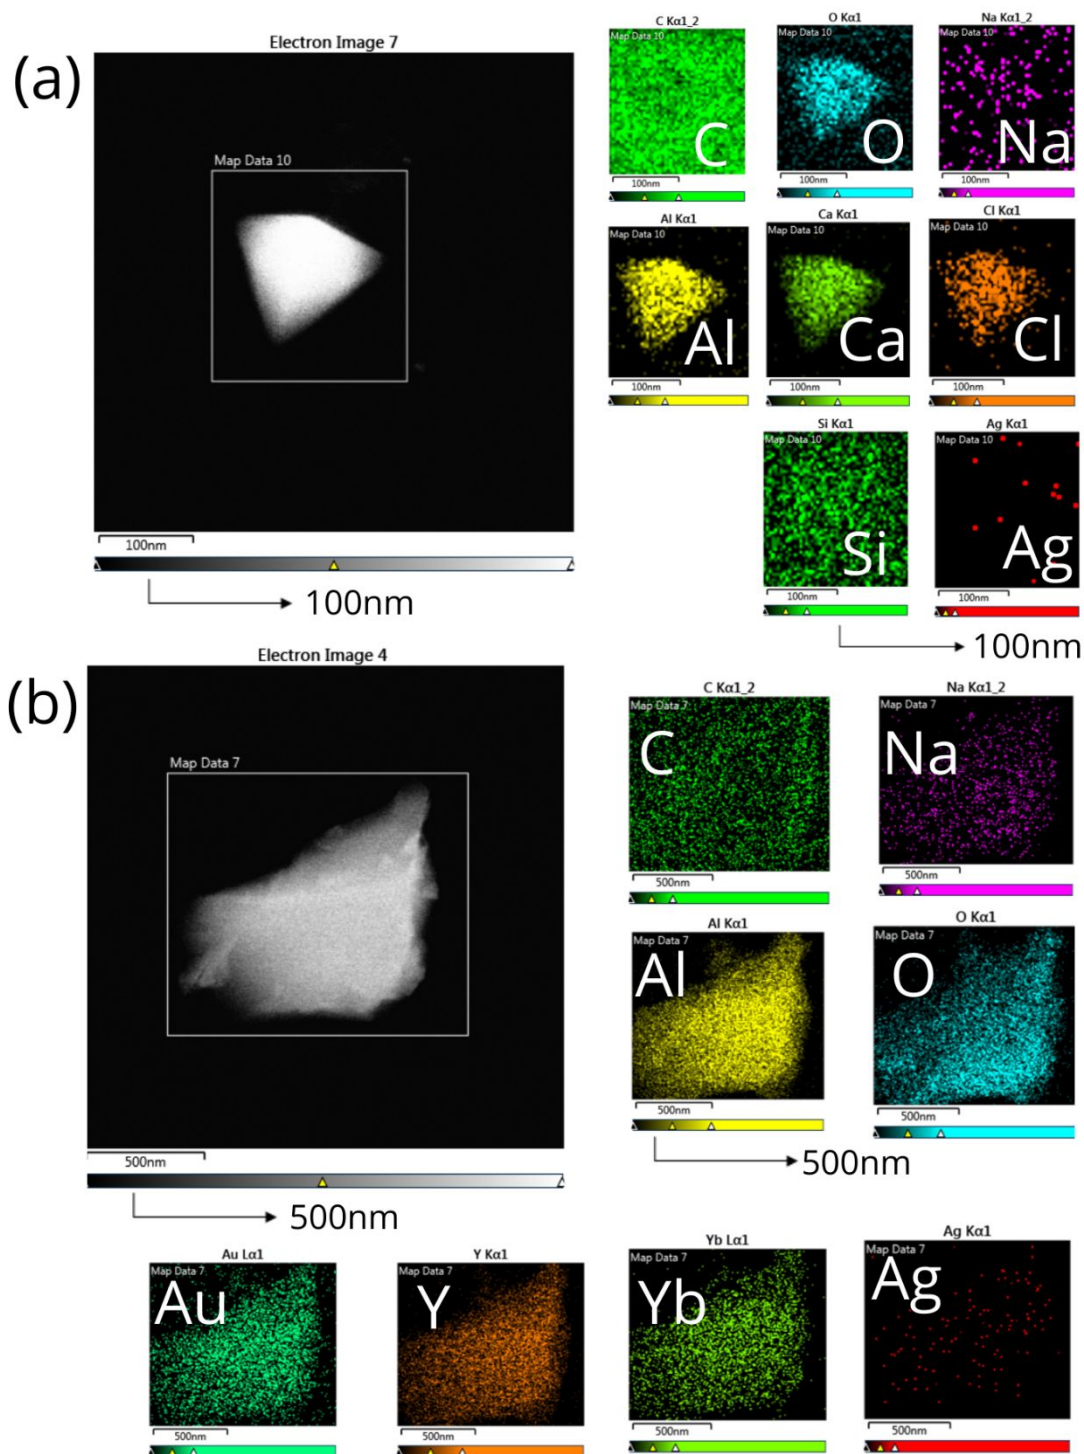 (a)
Electron Image 7
Map Data 10
100nm
100nm
C Kα1_2
Map Data 10
C
100nm
O Kα1
Map Data 10
O
100nm
Na Kα1_2
Map Data 10
Na
100nm
Al Kα1
Map Data 10
Al
100nm
Ca Kα1
Map Data 10
Ca
100nm
Cl Kα1
Map Data 10
Cl
100nm
Si Kα1
Map Data 10
Si
100nm
Ag Kα1
Map Data 10
Ag
100nm
100nm
(b)
Electron Image 4
Map Data 7
500nm
500nm
C Kα1_2
Map Data 7
C
500nm
Na Kα1_2
Map Data 7
Na
500nm
Al Kα1
Map Data 7
Al
500nm
O Kα1
Map Data 7
O
500nm
500nm
Au Lα1
Map Data 7
Au
500nm
Y Kα1
Map Data 7
Y
500nm
Yb Lα1
Map Data 7
Yb
500nm
Ag Kα1
Map Data 7
Ag
500nm